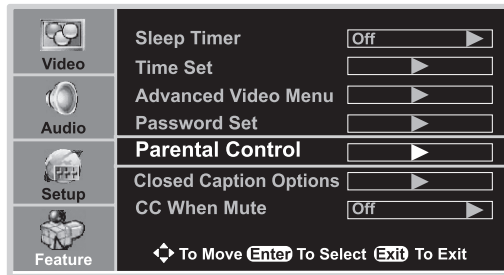 Video
Audio
Setup
Feature
Sleep Timer Off
Time Set
Advanced Video Menu
Password Set
Parental Control
Closed Caption Options
CC When Mute Off
To Move Enter To Select Exit To Exit